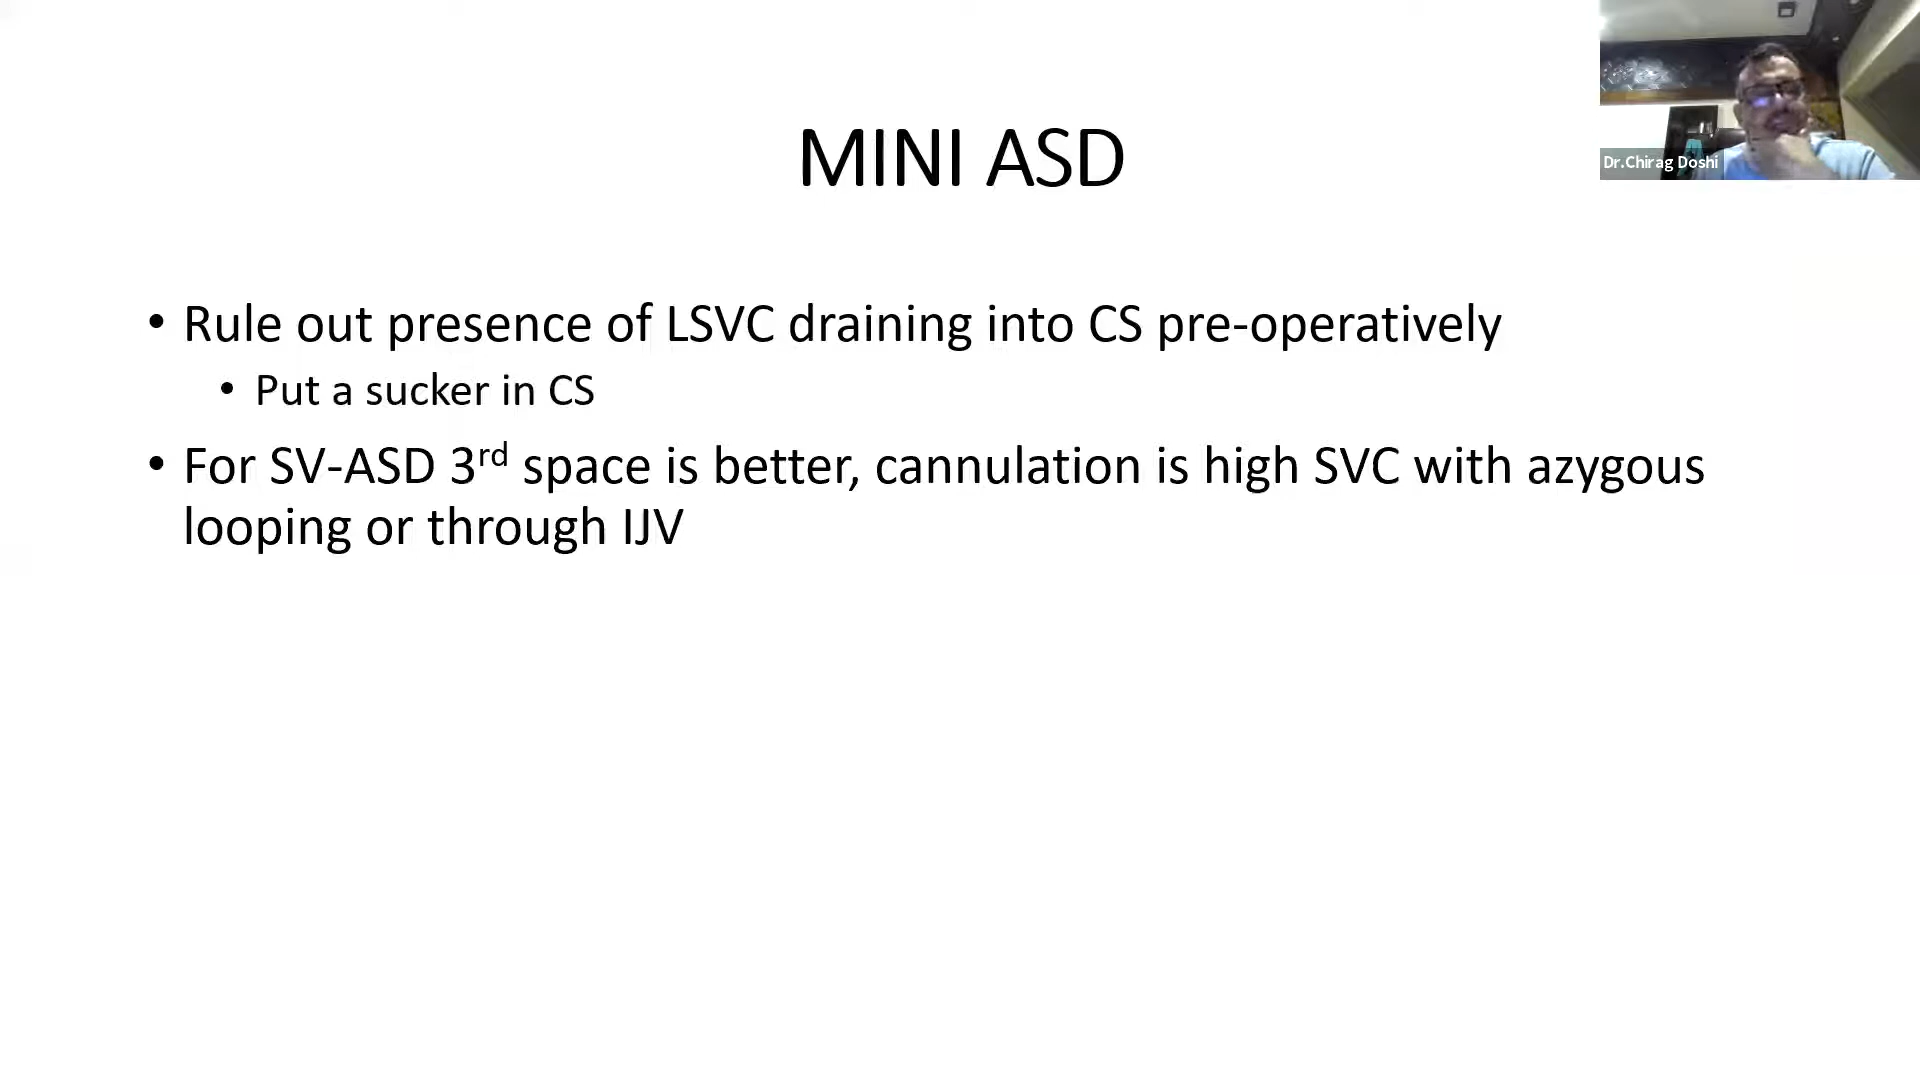 MINI ASD
Dr.Chirag Doshi
• Rule out presence of LSVC draining into CS pre-operatively
• Put a sucker in CS
• For SV-ASD 3rd space is better, cannulation is high SVC with azygous
looping or through IJV